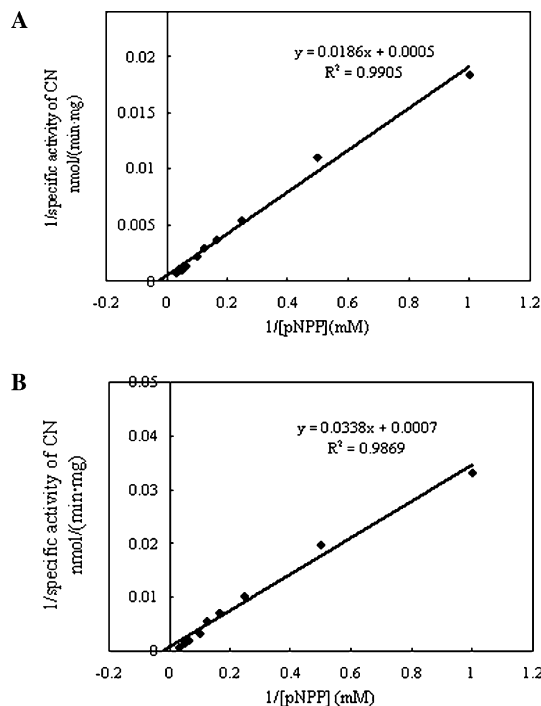 A
1/specific activity of CN
nmol/(min·mg)
0.02
0.015
0.01
0.005
0
y = 0.0186x + 0.0005
R² = 0.9905
-0.2 0 0.2 0.4 0.6 0.8 1 1.2
1/[pNPP](mM)
B
1/specific activity of CN
nmol/(min·mg)
0.05
0.04
0.03
0.02
0.01
0
y = 0.0338x + 0.0007
R² = 0.9869
-0.2 0 0.2 0.4 0.6 0.8 1 1.2
1/[pNPP] (mM)